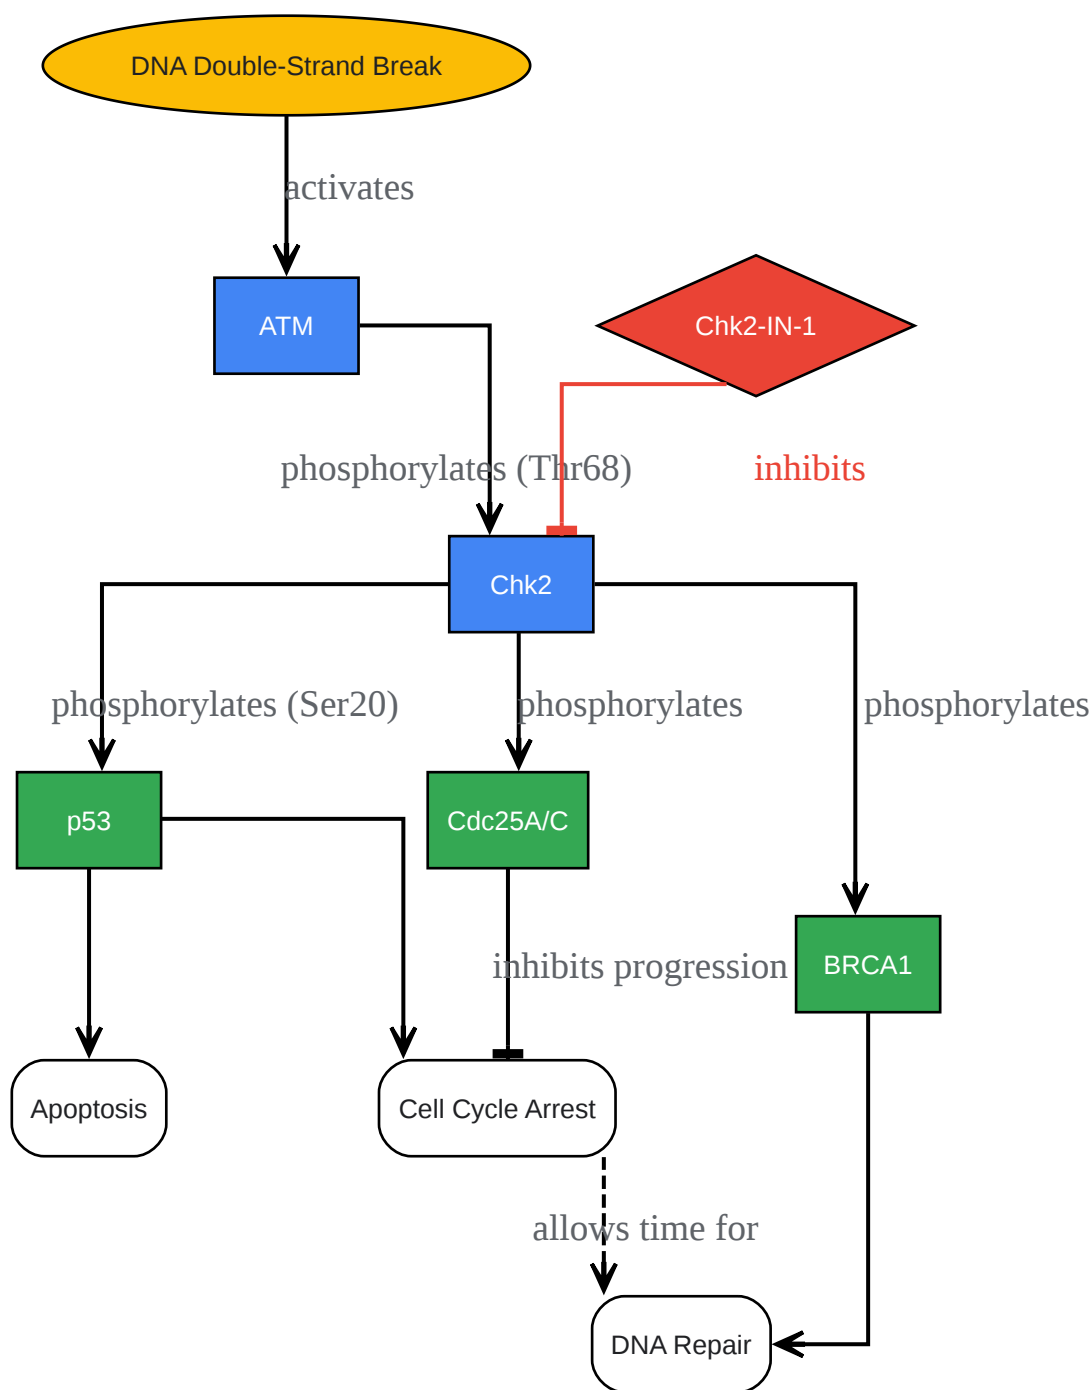 DNA Double-Strand Break
activates
ATM
Chk2-IN-1
phosphorylates (Thr68)
inhibits
Chk2
phosphorylates (Ser20)
phosphorylates
phosphorylates
p53
Cdc25A/C
inhibits progression
BRCA1
Apoptosis
Cell Cycle Arrest
allows time for
DNA Repair